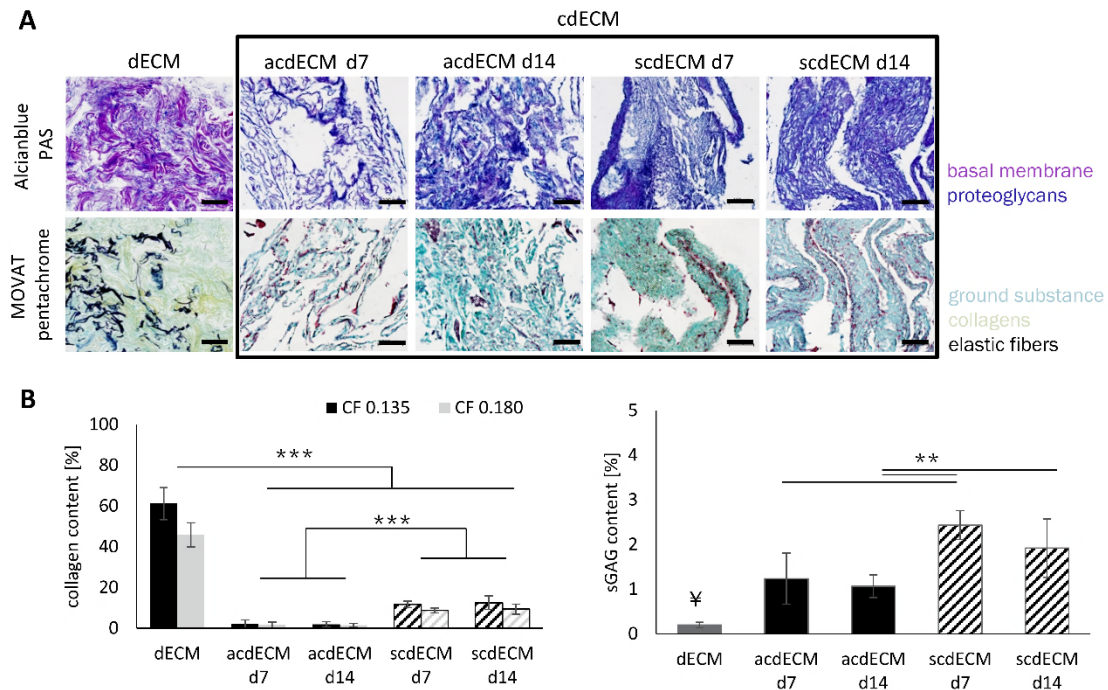 A
cdECM
dECM
acdECM d7
acdECM d14
scdECM d7
scdECM d14
Alcianblue
PAS
basal membrane
proteoglycans
MOVAT
pentachrome
ground substance
collagens
elastic fibers
B
CF 0.135
CF 0.180
collagen content [%]
100
80
60
40
20
0
***
***
dECM
acdECM
d7
acdECM
d14
scdECM
d7
scdECM
d14
sGAG content [%]
5
4
3
2
1
0
**
¥
dECM
acdECM
d7
acdECM
d14
scdECM
d7
scdECM
d14